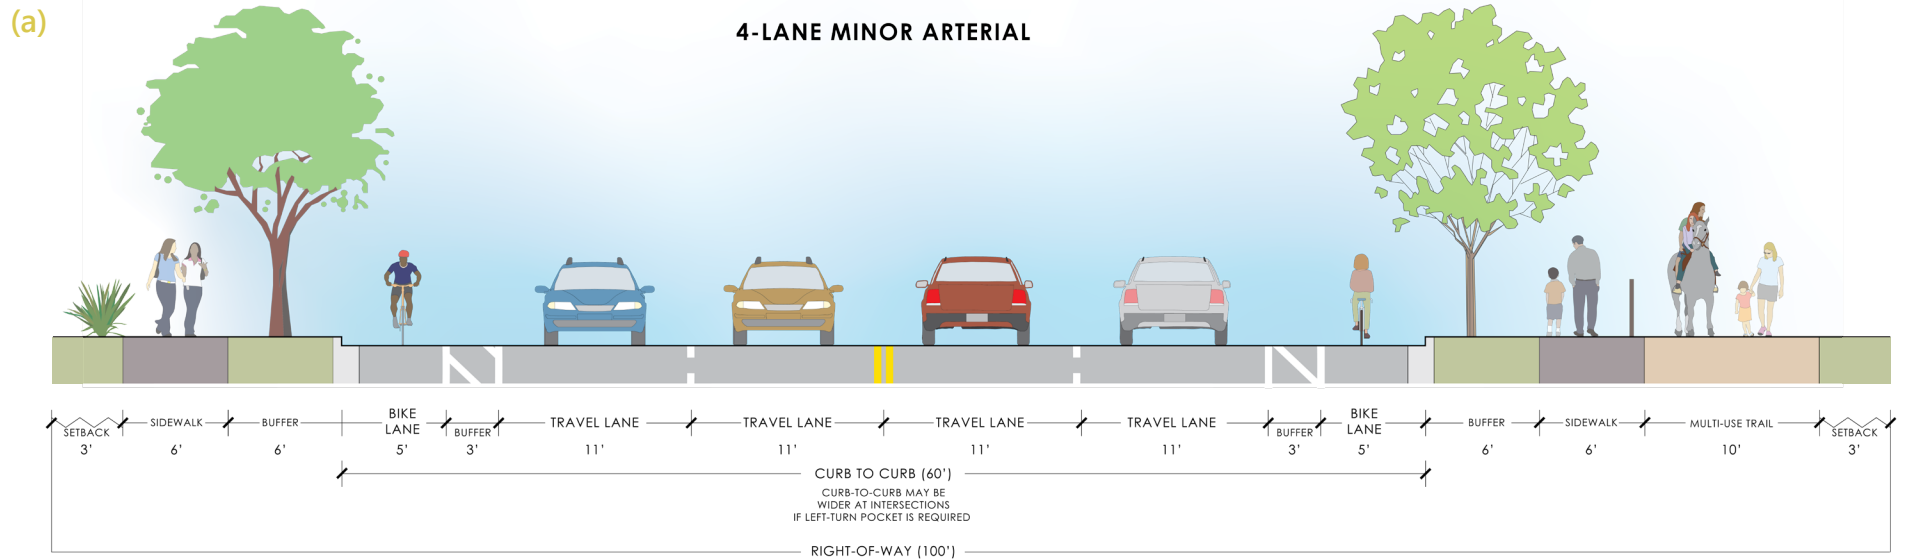 (a)
4-LANE MINOR ARTERIAL
SETBACK
3'
SIDEWALK
6'
BUFFER
6'
BIKE
LANE
5'
BUFFER
3'
TRAVEL LANE
11'
TRAVEL LANE
11'
TRAVEL LANE
11'
TRAVEL LANE
11'
BUFFER
3'
BIKE
LANE
5'
BUFFER
6'
SIDEWALK
6'
MULTI-USE TRAIL
10'
SETBACK
3'
CURB TO CURB (60')
CURB-TO-CURB MAY BE
WIDER AT INTERSECTIONS
IF LEFT-TURN POCKET IS REQUIRED
RIGHT-OF-WAY (100')